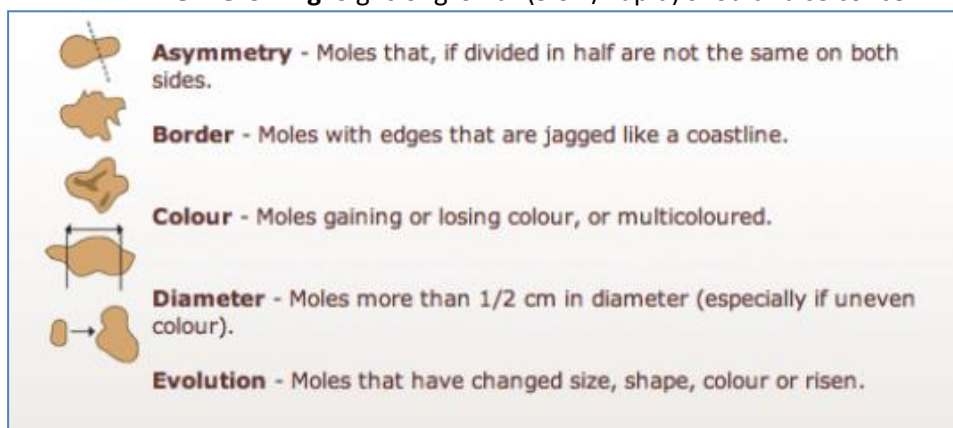 Asymmetry - Moles that, if divided in half are not the same on both
sides.
Border - Moles with edges that are jagged like a coastline.
Colour - Moles gaining or losing colour, or multicoloured.
Diameter - Moles more than 1/2 cm in diameter (especially if uneven
colour).
Evolution - Moles that have changed size, shape, colour or risen.